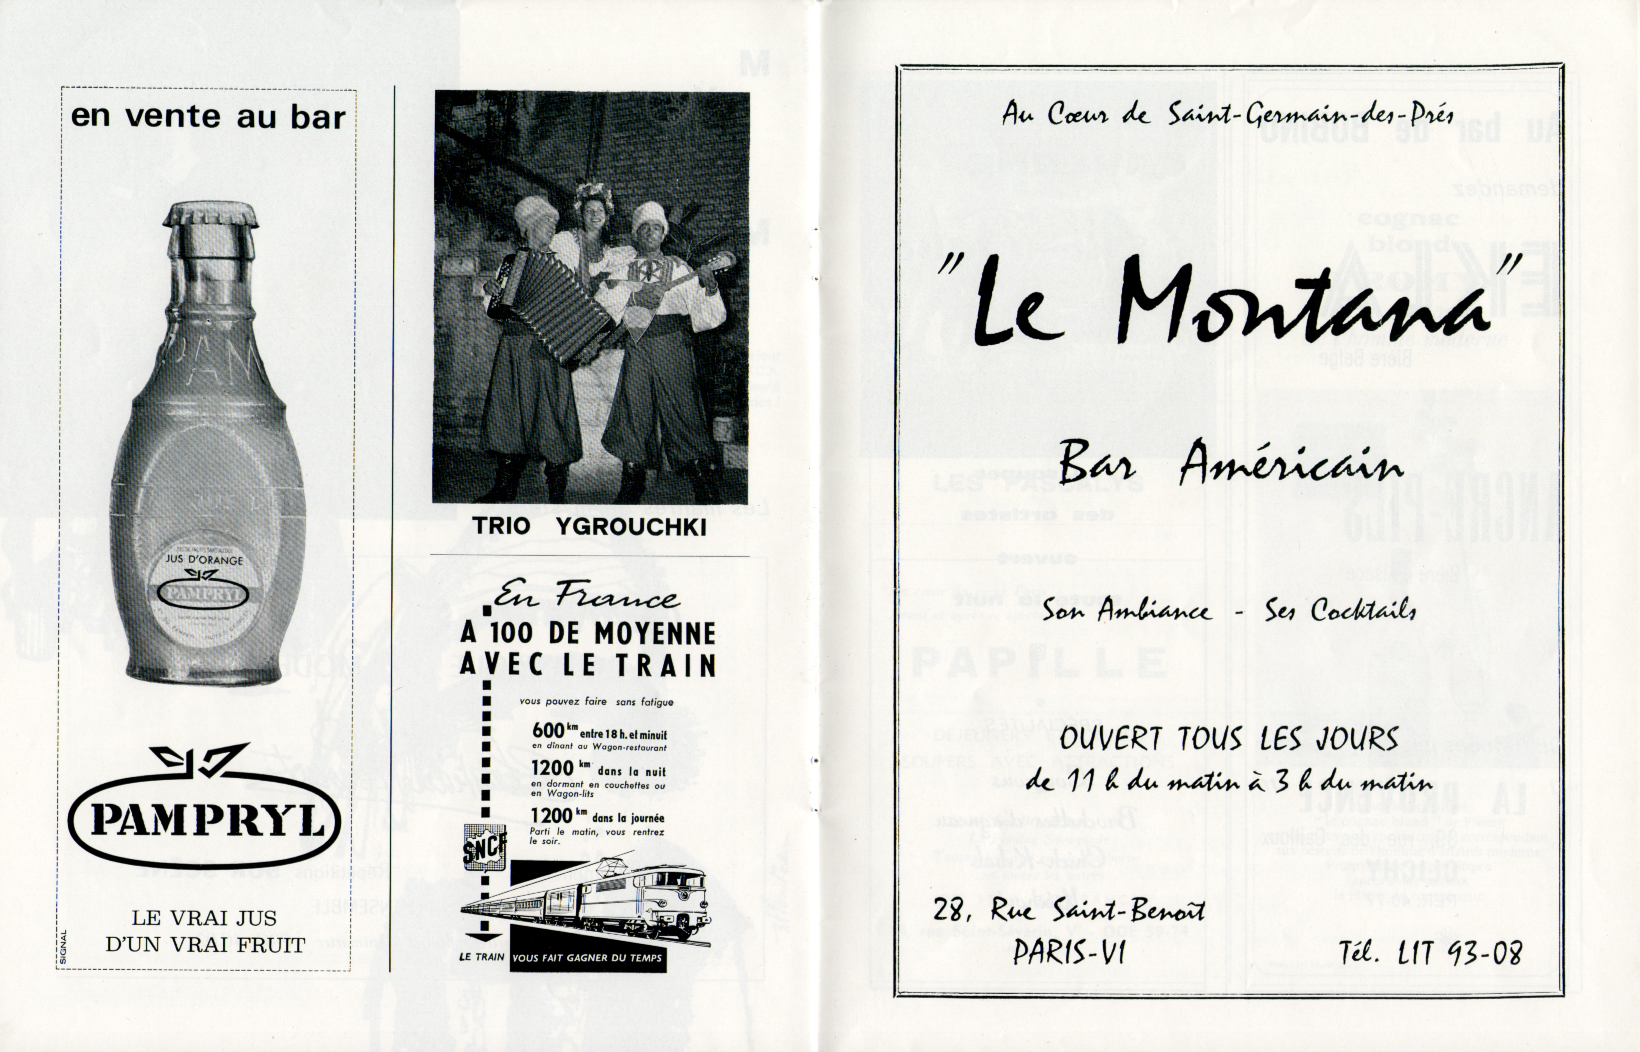 en vente au bar
PAM
JUS D'ORANGE
PAMPRYL
PAMPRYL
LE VRAI JUS
D'UN VRAI FRUIT
SIGNAL
TRIO YGROUCHKI
En France
A 100 DE MOYENNE
AVEC LE TRAIN
vous pouvez faire sans fatigue
600 km entre 18 h. et minuit
en dînant au Wagon-restaurant
1200 km dans la nuit
en dormant en couchettes ou
en Wagon-lits
1200 km dans la journée
Parti le matin, vous rentrez
le soir.
SNCF
LE TRAIN VOUS FAIT GAGNER DU TEMPS
Au Cœur de Saint-Germain-des-Prés
"Le Montana"
Bar Américain
Son Ambiance - Ses Cocktails
OUVERT TOUS LES JOURS
de 11 h du matin à 3 h du matin
28, Rue Saint-Benoît
PARIS-VI
Tél. LIT 93-08